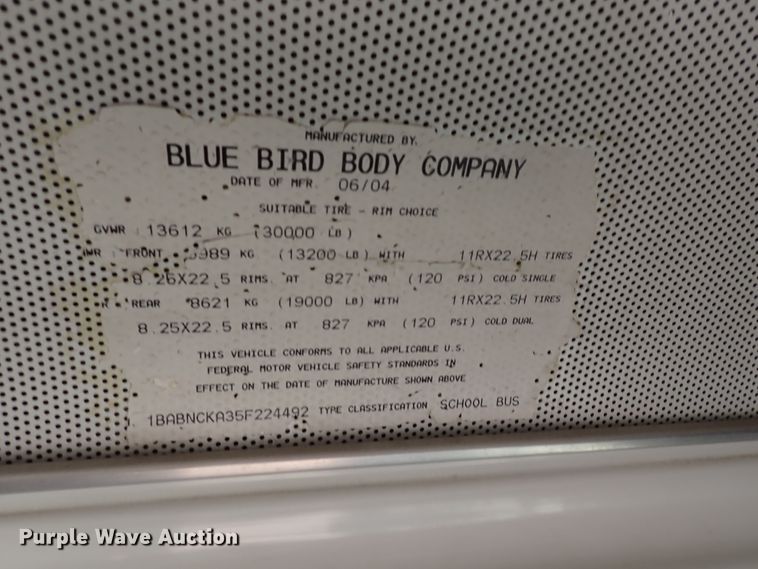 MANUFACTURED BY.
BLUE BIRD BODY COMPANY
DATE OF MFR. 06/04
SUITABLE TIRE - RIM CHOICE
GVWR : 13612 KG (30000 LB)
FRONT 5989 KG (13200 LB) WITH 11RX22.5H TIRES
8.25X22.5 RIMS. AT 827 KPA (120 PSI) COLD SINGLE
REAR 8621 KG (19000 LB) WITH 11RX22.5H TIRES
8.25X22.5 RIMS. AT 827 KPA (120 PSI) COLD DUAL
THIS VEHICLE CONFORMS TO ALL APPLICABLE U.S.
FEDERAL MOTOR VEHICLE SAFETY STANDARDS IN
EFFECT ON THE DATE OF MANUFACTURE SHOWN ABOVE
1BABNCKA35F224492 TYPE CLASSIFICATION SCHOOL BUS
Purple Wave Auction